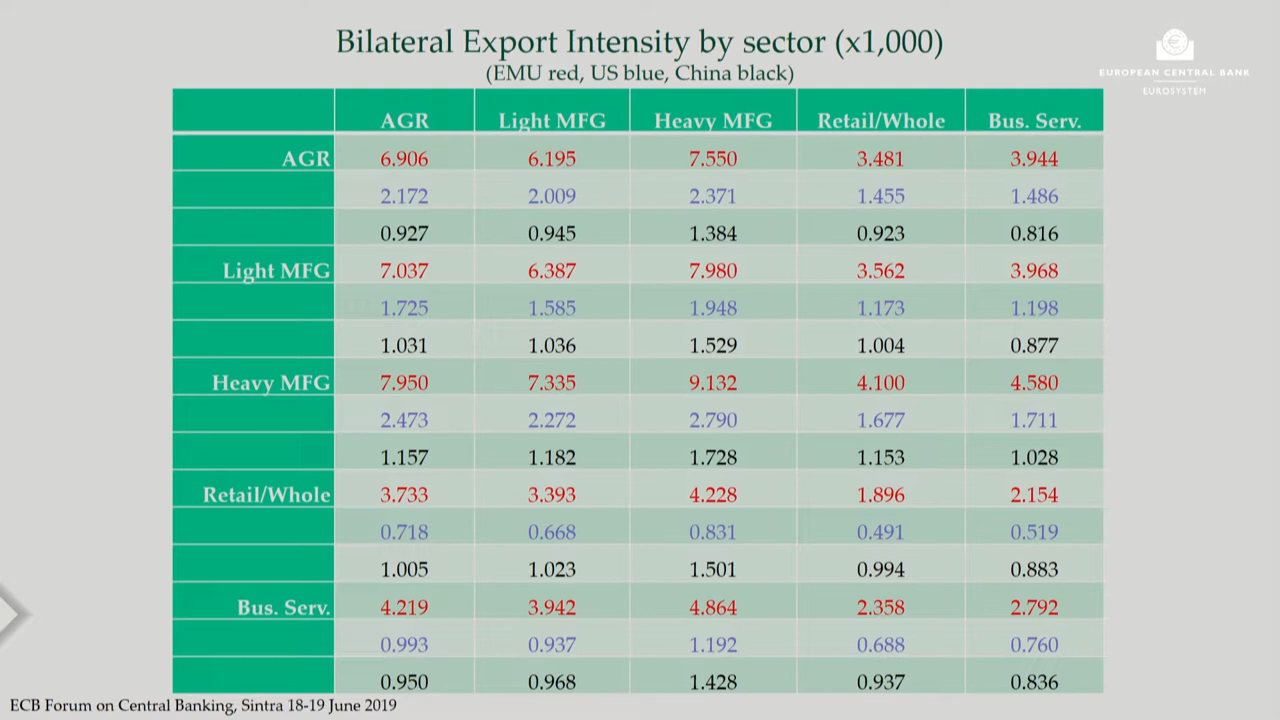 Bilateral Export Intensity by sector (x1,000)
(EMU red, US blue, China black)
EUROPEAN CENTRAL BANK
EUROSYSTEM
AGR Light MFG Heavy MFG Retail/Whole Bus. Serv.
AGR 6.906 6.195 7.550 3.481 3.944
2.172 2.009 2.371 1.455 1.486
0.927 0.945 1.384 0.923 0.816
Light MFG 7.037 6.387 7.980 3.562 3.968
1.725 1.585 1.948 1.173 1.198
1.031 1.036 1.529 1.004 0.877
Heavy MFG 7.950 7.335 9.132 4.100 4.580
2.473 2.272 2.790 1.677 1.711
1.157 1.182 1.728 1.153 1.028
Retail/Whole 3.733 3.393 4.228 1.896 2.154
0.718 0.668 0.831 0.491 0.519
1.005 1.023 1.501 0.994 0.883
Bus. Serv. 4.219 3.942 4.864 2.358 2.792
0.993 0.937 1.192 0.688 0.760
0.950 0.968 1.428 0.937 0.836
ECB Forum on Central Banking, Sintra 18-19 June 2019